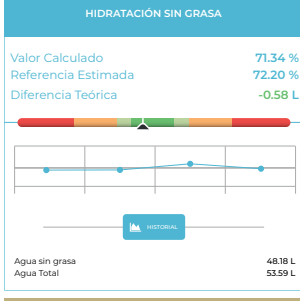 HIDRATACIÓN SIN GRASA
Valor Calculado 71.34 %
Referencia Estimada 72.20 %
Diferencia Teórica -0.58 L
HISTORIAL
Agua sin grasa 48.18 L
Agua Total 53.59 L